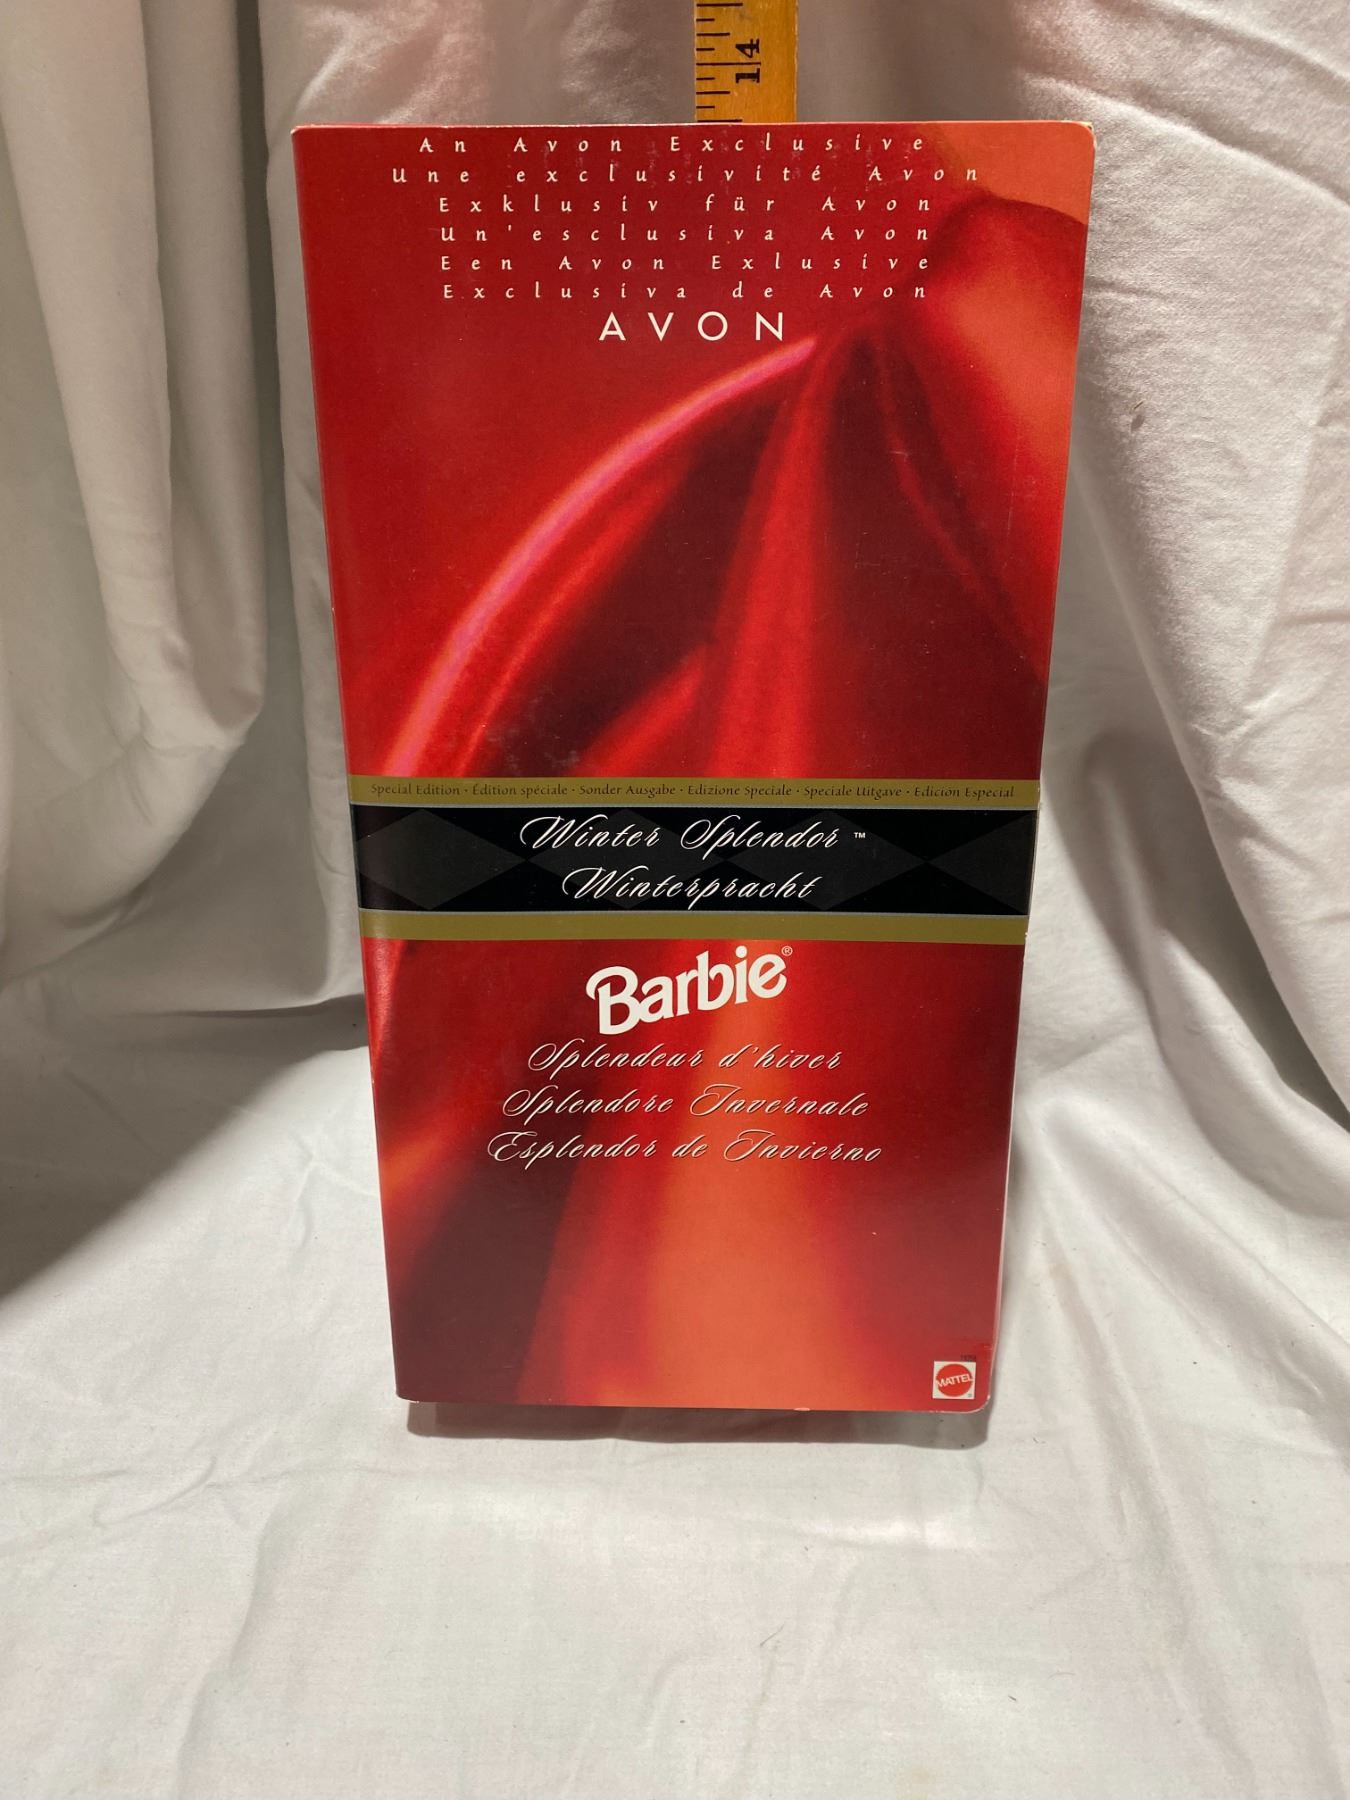 14
An Avon Exclusive
Une exclusivité Avon
Exklusiv für Avon
Un'esclusiva Avon
Een Avon Exlusive
Exclusiva de Avon
AVON
Special Edition • Édition spéciale • Sonder Ausgabe • Edizione Speciale • Speciale Uitgave • Edición Especial
Winter Splendor™
Winterpracht
Barbie®
Splendeur d'hiver
Splendore Invernale
Esplendor de Invierno
MATTEL